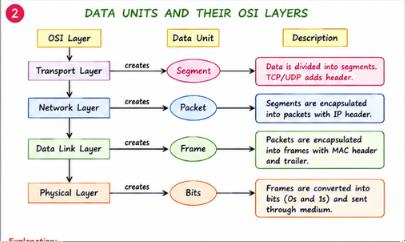 2
DATA UNITS AND THEIR OSI LAYERS
OSI Layer
Data Unit
Description
Transport Layer
creates
Segment
Data is divided into segments.
TCP/UDP adds header.
Network Layer
creates
Packet
Segments are encapsulated
into packets with IP header.
Data Link Layer
creates
Frame
Packets are encapsulated
into frames with MAC header
and trailer.
Physical Layer
creates
Bits
Frames are converted into
bits (0s and 1s) and sent
through medium.
Explanation: